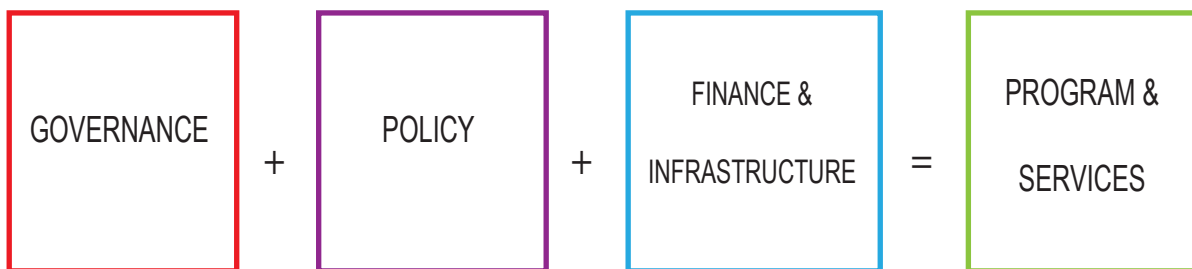 GOVERNANCE
+
POLICY
+
FINANCE &
INFRASTRUCTURE
=
PROGRAM &
SERVICES